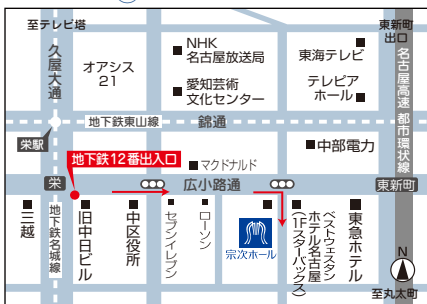 至テレビ塔
久屋大通
オアシス
21
NHK
名古屋放送局
愛知芸術
文化センター
東海テレビ
テレピア
ホール
東新町
出口
名古屋高速 都市環状線
地下鉄東山線
錦通
栄駅
地下鉄12番出入口
マクドナルド
中部電力
栄
広小路通
東新町
三越
地下鉄名城線
旧中日ビル
中区役所
セブンイレブン
ローソン
宗次ホール
ベストウェスタン
ホテル名古屋
(1Fスターバックス)
東急ホテル
N
至丸太町